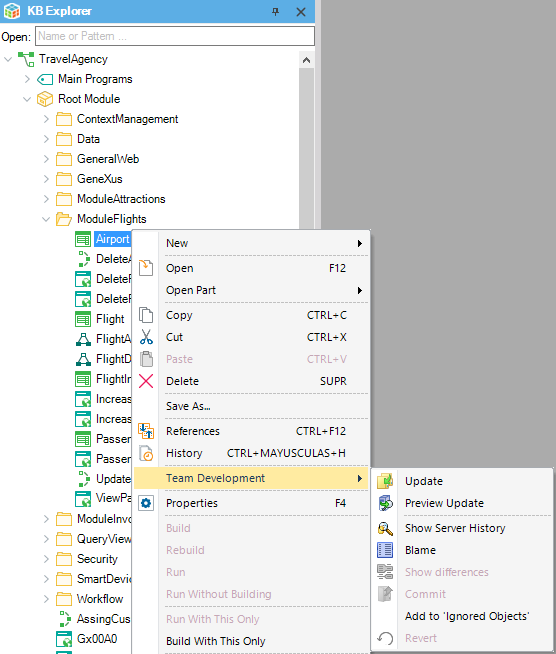 KB Explorer
Open: Name or Pattern ...
TravelAgency
Main Programs
Root Module
ContextManagement
Data
GeneralWeb
GeneXus
ModuleAttractions
ModuleFlights
Airport
DeleteA
DeleteF
DeleteF
Flight
FlightA
FlightD
FlightIn
Increas
Increas
Passer
Passer
Update
ViewPa
ModuleInvo
QueryView
Security
SmartDevic
Workflow
AssingCus
Gx00A0
New
Open F12
Open Part
Copy CTRL+C
Cut CTRL+X
Paste CTRL+V
Delete SUPR
Save As...
References CTRL+F12
History CTRL+MAYUSCULAS+H
Team Development
Properties F4
Build
Rebuild
Run
Run Without Building
Run With This Only
Build With This Only
Update
Preview Update
Show Server History
Blame
Show differences
Commit
Add to 'Ignored Objects'
Revert